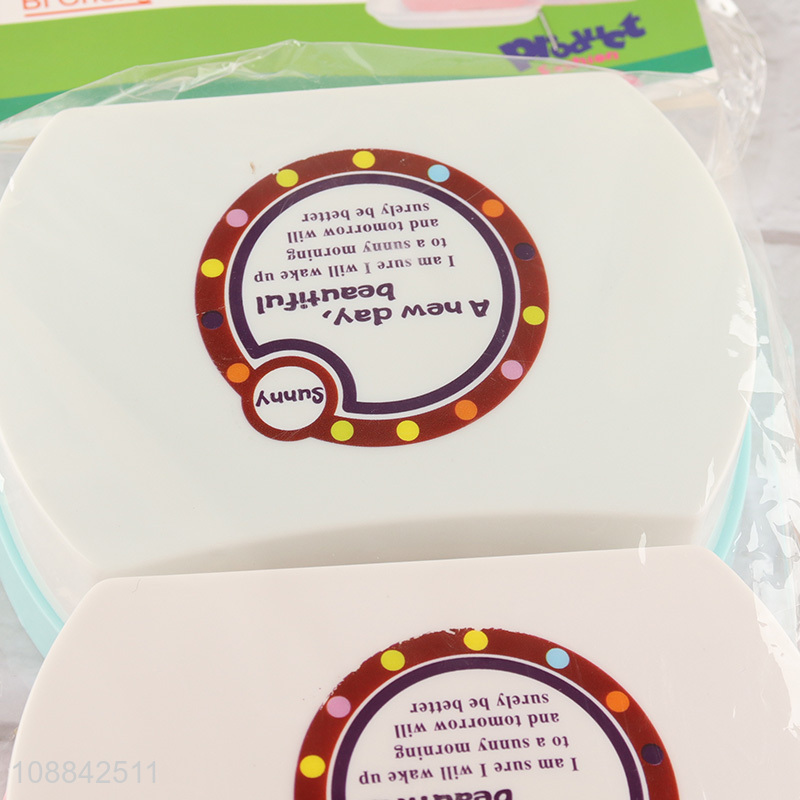 product
Sunny
A new day,
beautiful
I am sure I will wake up
to a sunny morning
and tomorrow will
surely be better
I am sure I will wake up
to a sunny morning
and tomorrow will
surely be better
108842511